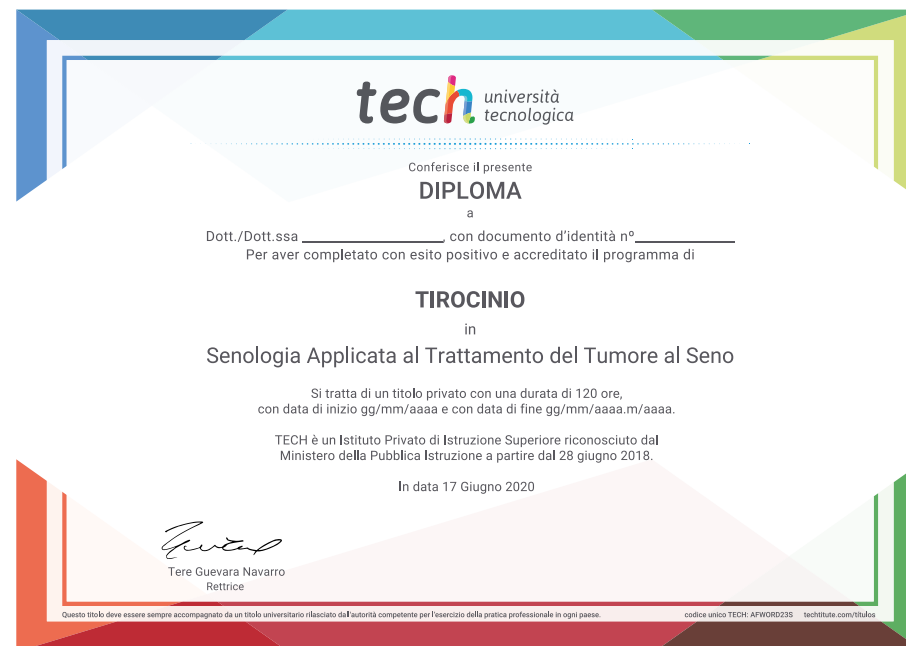 tech università
tecnologica
Conferisce il presente
DIPLOMA
a
Dott./Dott.ssa ____________________, con documento d'identità nº______________
Per aver completato con esito positivo e accreditato il programma di
TIROCINIO
in
Senologia Applicata al Trattamento del Tumore al Seno
Si tratta di un titolo privato con una durata di 120 ore,
con data di inizio gg/mm/aaaa e con data di fine gg/mm/aaaa.m/aaaa.
TECH è un Istituto Privato di Istruzione Superiore riconosciuto dal
Ministero della Pubblica Istruzione a partire dal 28 giugno 2018.
In data 17 Giugno 2020
Tere Guevara Navarro
Rettrice
Questo titolo deve essere sempre accompagnato da un titolo universitario rilasciato dall'autorità competente per l'esercizio della pratica professionale in ogni paese. codice unico TECH: AFWORD23S techtitute.com/titulos